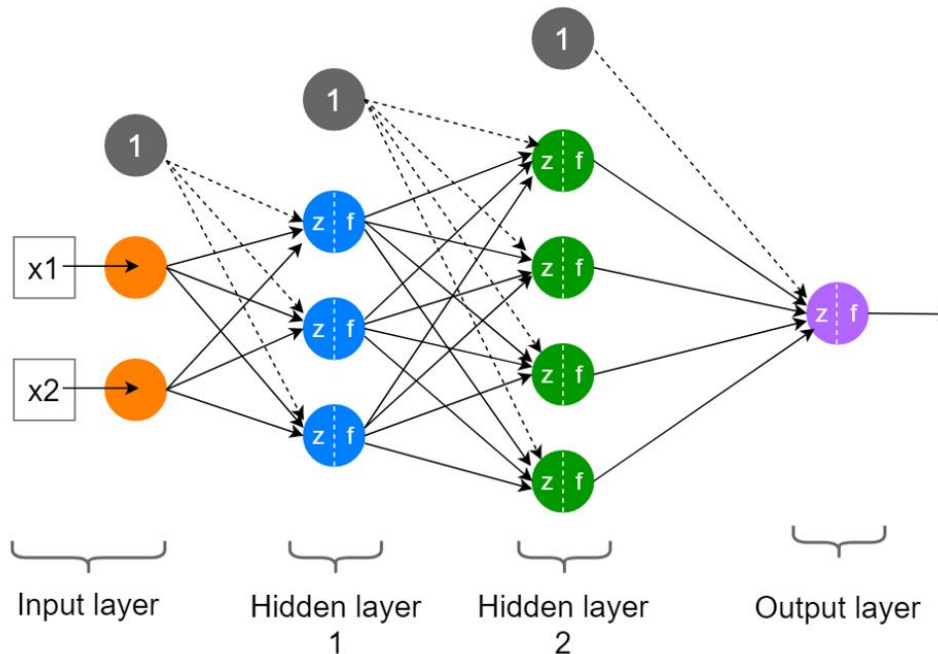 1
1
1
z f
z f
z f
x1
z f
z f
z f
x2
z f
z f
Input layer
Hidden layer
1
Hidden layer
2
Output layer